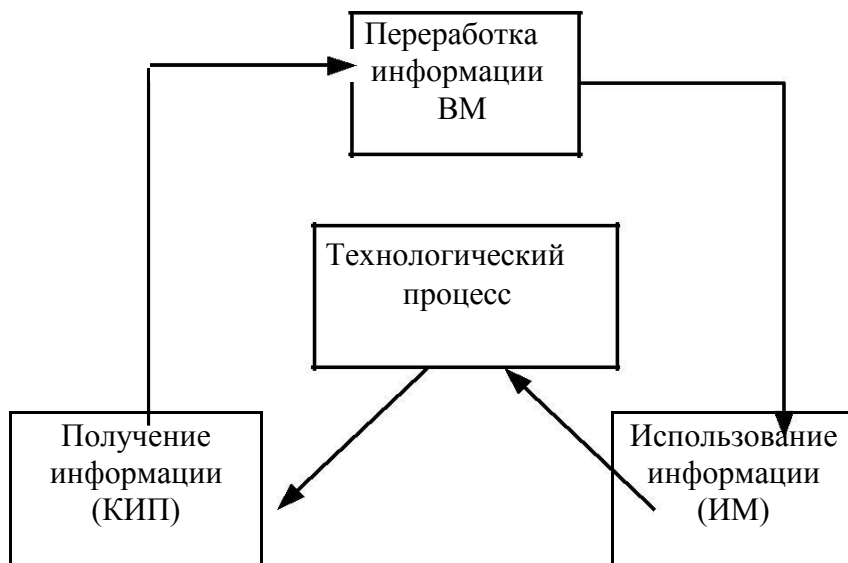 Переработка
информации
ВМ
Технологический
процесс
Получение
информации
(КИП)
Использование
информации
(ИМ)